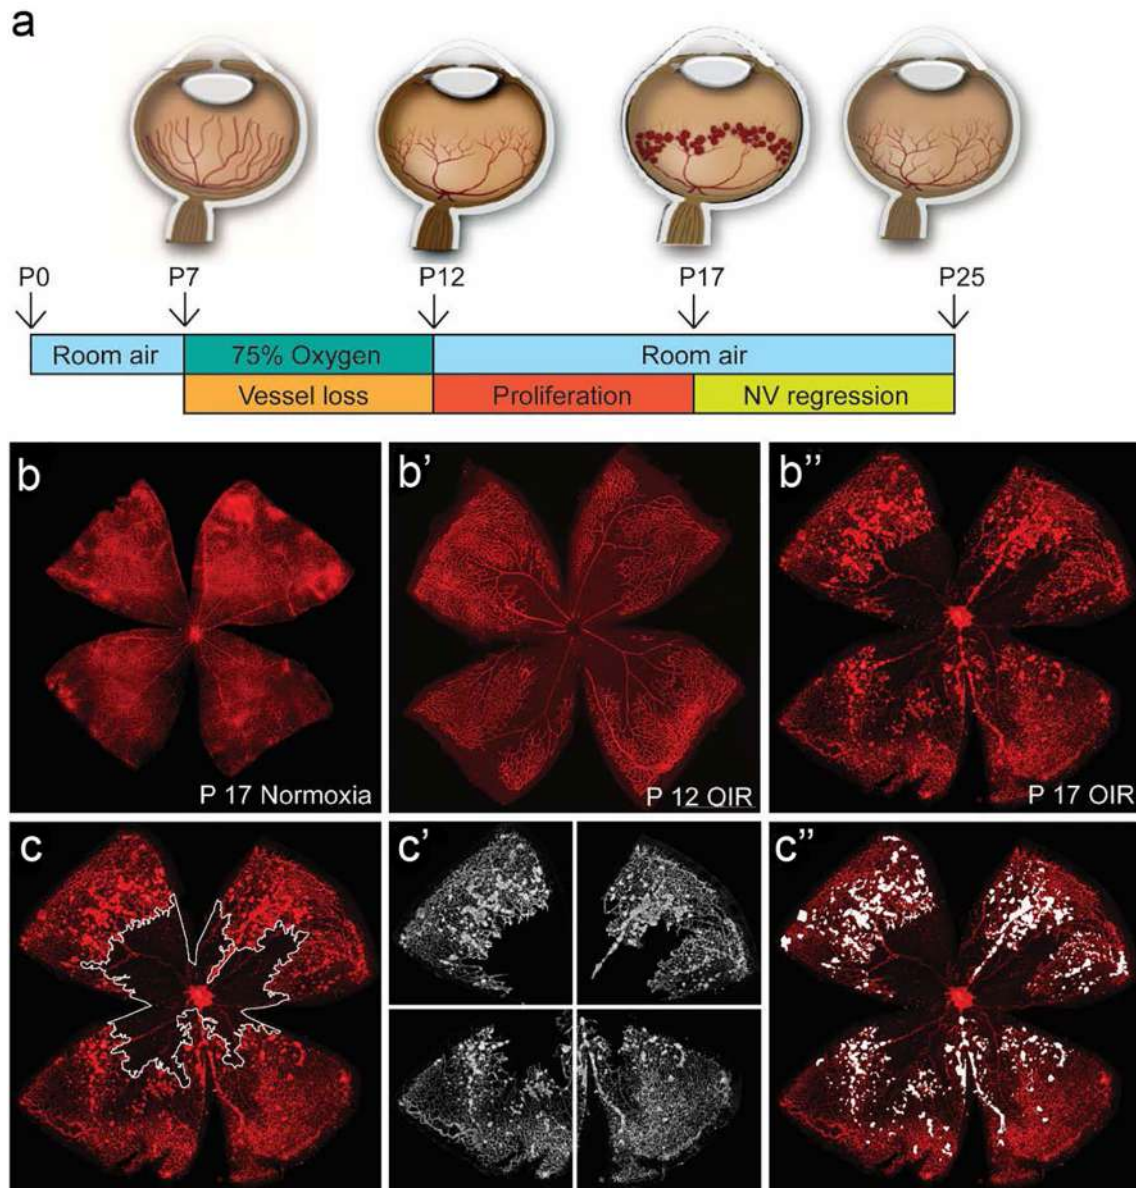 a
P0 P7 P12 P17 P25
Room air 75% Oxygen Room air
Vessel loss Proliferation NV regression
b b' b"
P 17 Normoxia P 12 OIR P 17 OIR
c c' c"